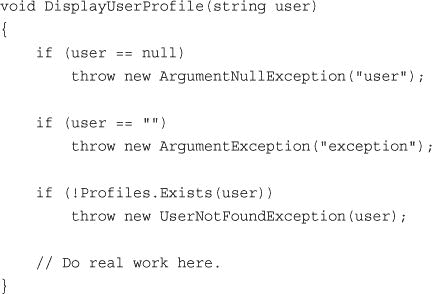 void DisplayUserProfile(string user)
{
    if (user == null)
        throw new ArgumentNullException("user");

    if (user == "")
        throw new ArgumentException("exception");

    if (!Profiles.Exists(user))
        throw new UserNotFoundException(user);

    // Do real work here.
}